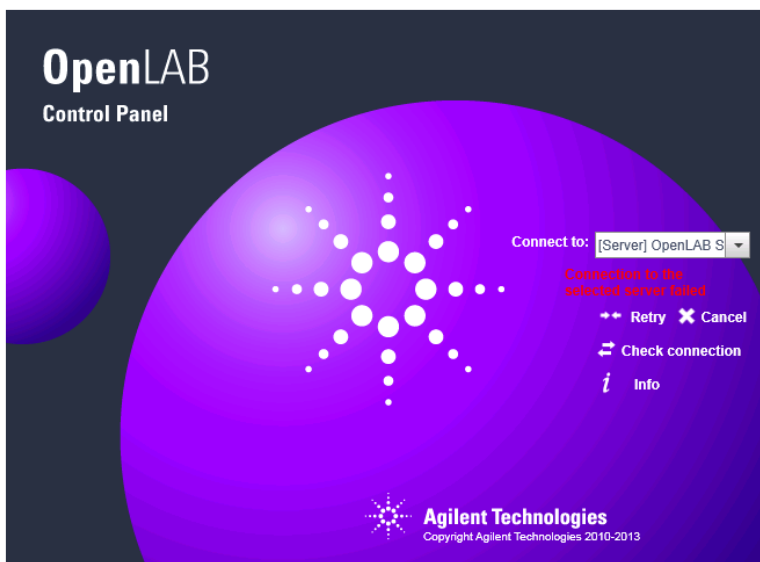 OpenLAB
Control Panel
Connect to: [Server] OpenLAB S
Connection to the
selected server failed
Retry Cancel
Check connection
i Info
Agilent Technologies
Copyright Agilent Technologies 2010-2013